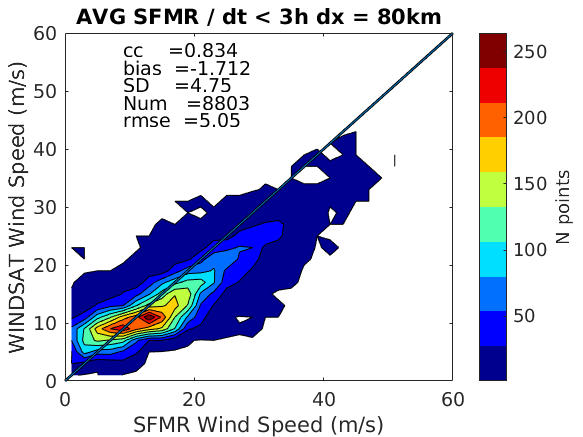 AVG SFMR / dt < 3h dx = 80km
cc =0.834
bias =-1.712
SD =4.75
Num =8803
rmse =5.05
WINDSAT Wind Speed (m/s)
60
50
40
30
20
10
0
0 20 40 60
SFMR Wind Speed (m/s)
250
200
150
100
50
N points